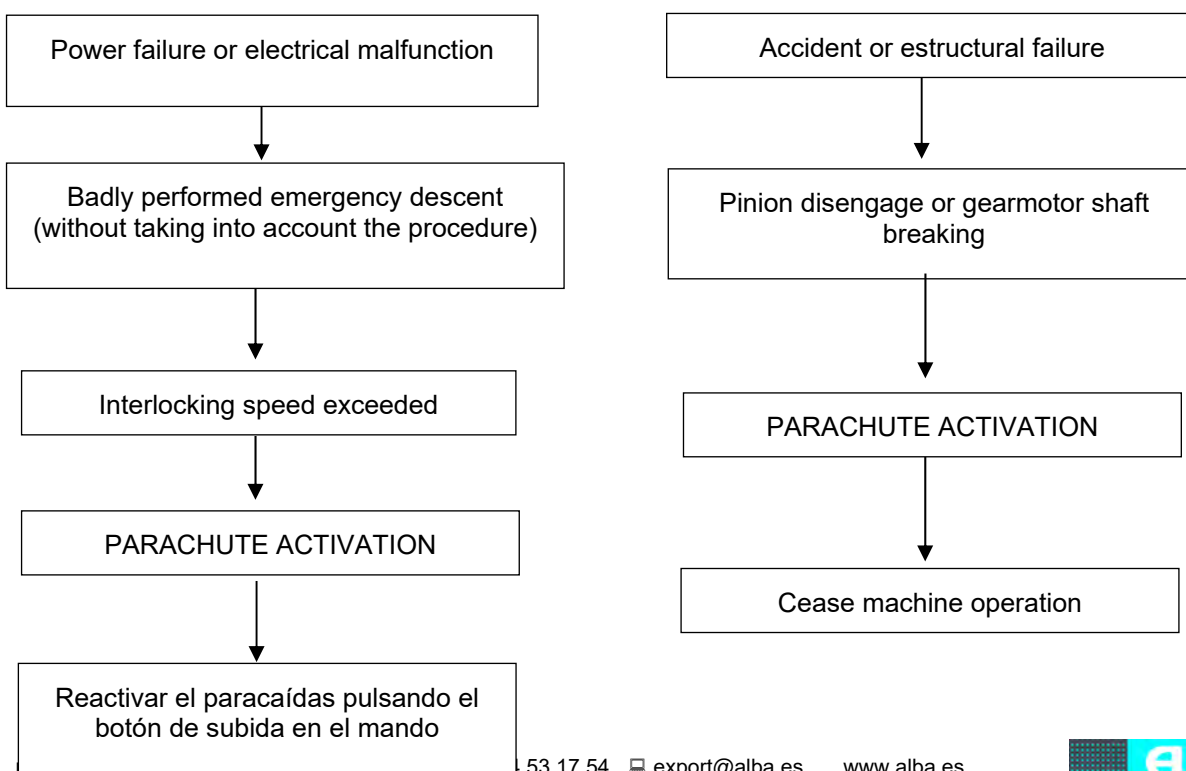 Power failure or electrical malfunction
Badly performed emergency descent
(without taking into account the procedure)
Interlocking speed exceeded
PARACHUTE ACTIVATION
Reactivar el paracaídas pulsando el
botón de subida en el mando
Accident or estructural failure
Pinion disengage or gearmotor shaft
breaking
PARACHUTE ACTIVATION
Cease machine operation
53 17 54 export@alba.es www.alba.es